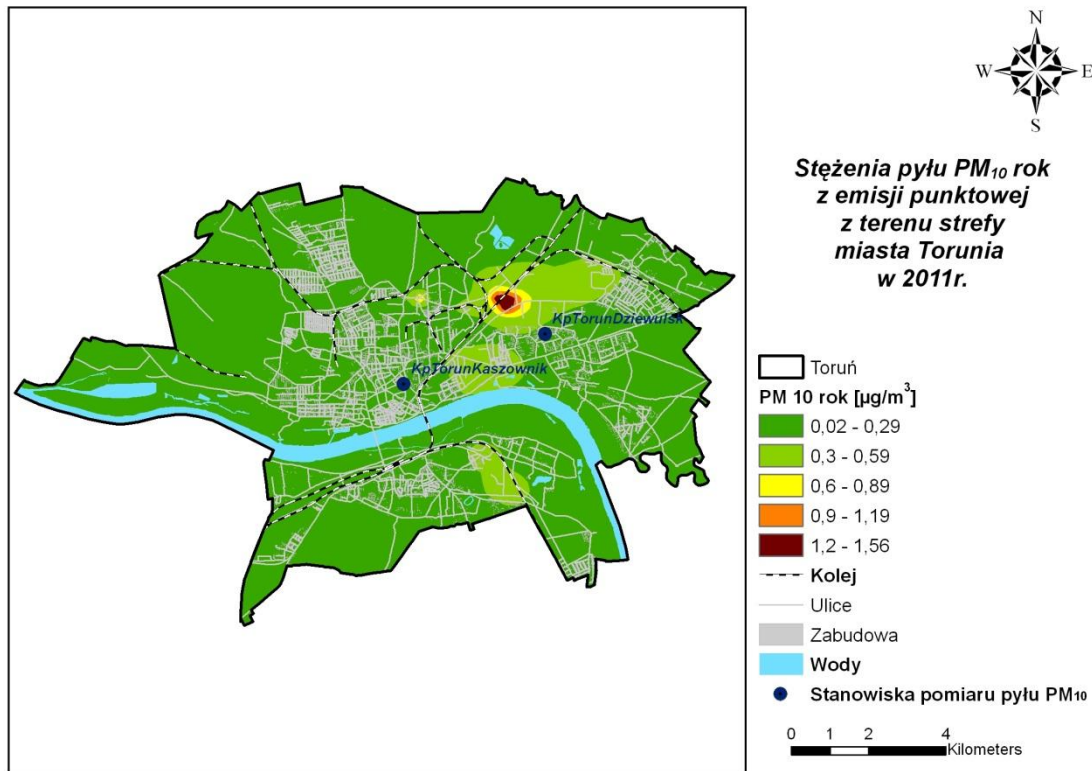 N
W E
S
Stężenia pyłu PM₁₀ rok
z emisji punktowej
z terenu strefy
miasta Torunia
w 2011r.
KpTorunDziewulsk
KpTorunKaszownik
Toruń
PM 10 rok [µg/m³]
0,02 - 0,29
0,3 - 0,59
0,6 - 0,89
0,9 - 1,19
1,2 - 1,56
Kolej
Ulice
Zabudowa
Wody
Stanowiska pomiaru pyłu PM₁₀
0 1 2 4
Kilometers